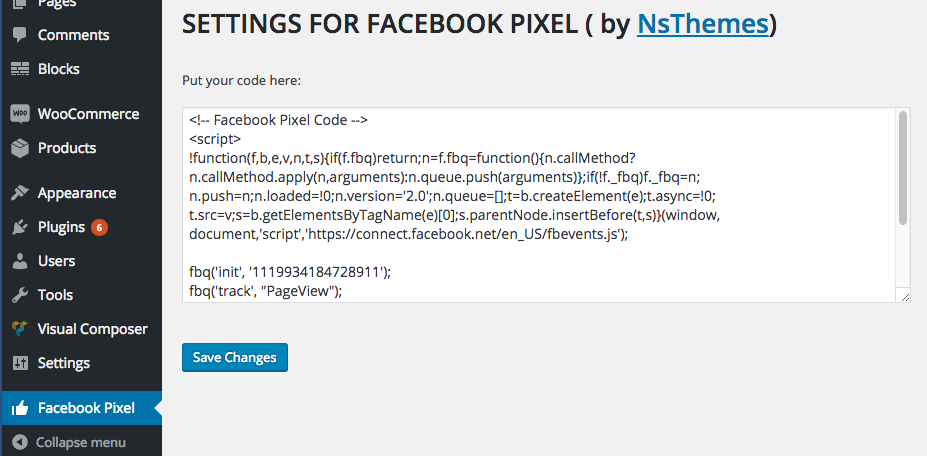 Pages
Comments
Blocks
WooCommerce
Products
Appearance
Plugins 6
Users
Tools
Visual Composer
Settings
Facebook Pixel
Collapse menu
SETTINGS FOR FACEBOOK PIXEL ( by NsThemes)
Put your code here:
<!-- Facebook Pixel Code -->
<script>
!function(f,b,e,v,n,t,s){if(f.fbq)return;n=f.fbq=function(){n.callMethod?
n.callMethod.apply(n,arguments):n.queue.push(arguments)};if(!f._fbq)f._fbq=n;
n.push=n;n.loaded=!0;n.version='2.0';n.queue=[];t=b.createElement(e);t.async=!0;
t.src=v;s=b.getElementsByTagName(e)[0];s.parentNode.insertBefore(t,s)}(window,
document,'script','https://connect.facebook.net/en_US/fbevents.js');
fbq('init', '1119934184728911');
fbq('track', "PageView");
Save Changes